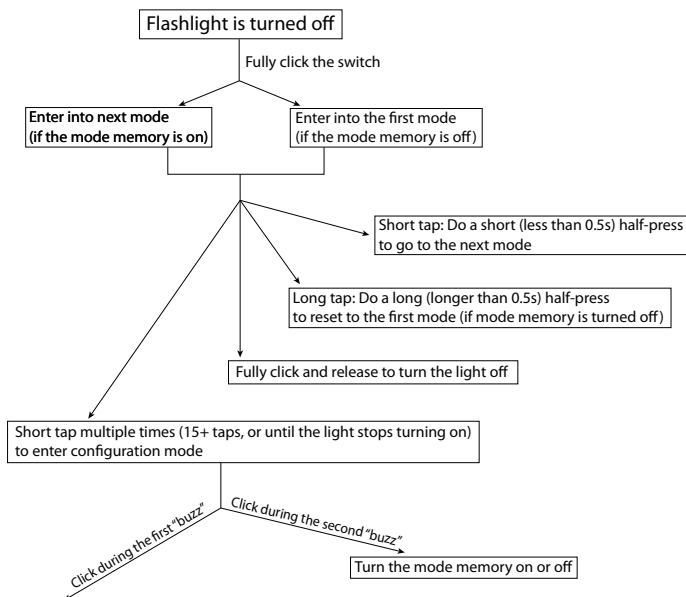 Flashlight is turned off
Fully click the switch
Enter into next mode
(if the mode memory is on)
Enter into the first mode
(if the mode memory is off)
Short tap: Do a short (less than 0.5s) half-press
to go to the next mode
Long tap: Do a long (longer than 0.5s) half-press
to reset to the first mode (if mode memory is turned off)
Fully click and release to turn the light off
Short tap multiple times (15+ taps, or until the light stops turning on)
to enter configuration mode
Click during the first "buzz"
Click during the second "buzz"
Turn the mode memory on or off